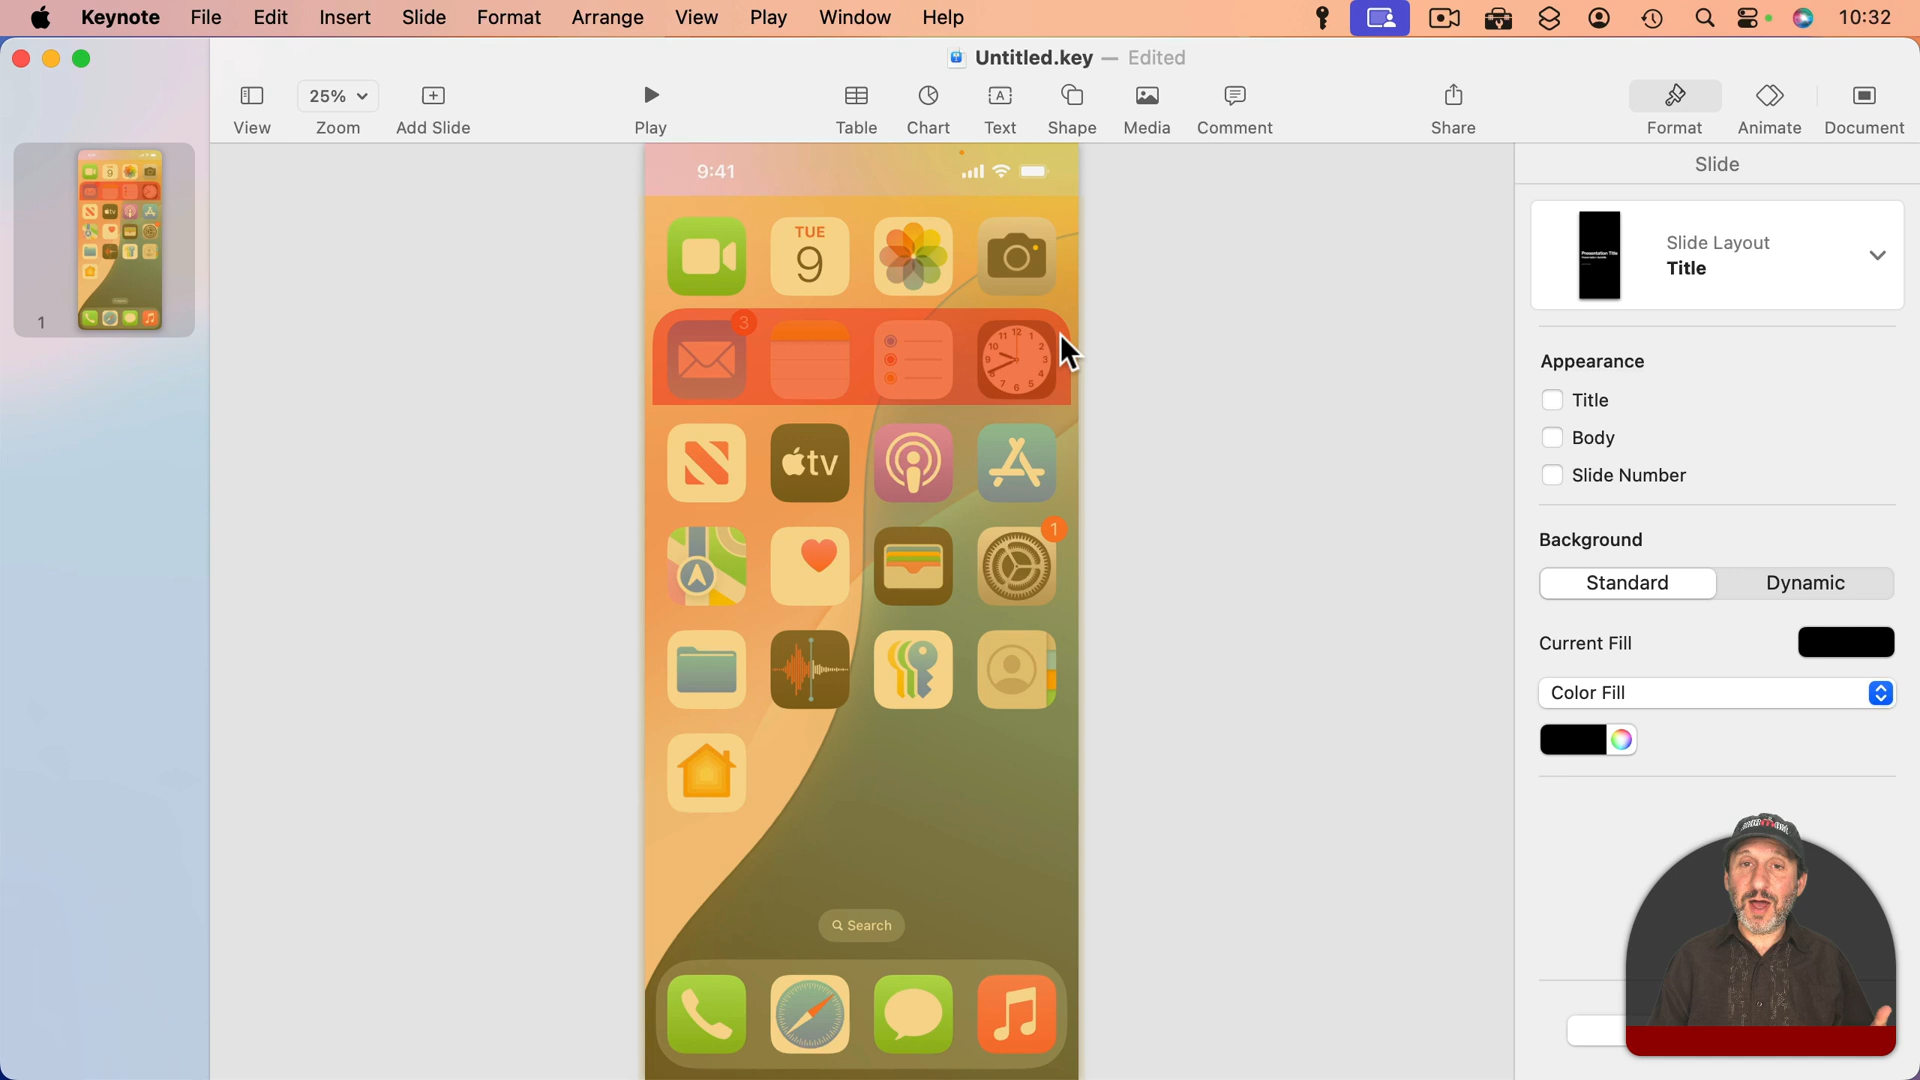 Keynote File Edit Insert Slide Format Arrange View Play Window Help 10:32
Untitled.key — Edited
25%
View Zoom Add Slide Play Table Chart Text Shape Media Comment Share Format Animate Document
1
9:41
TUE
9
3
tv
1
Search
Slide
Slide Layout
Title
Appearance
Title
Body
Slide Number
Background
Standard Dynamic
Current Fill
Color Fill